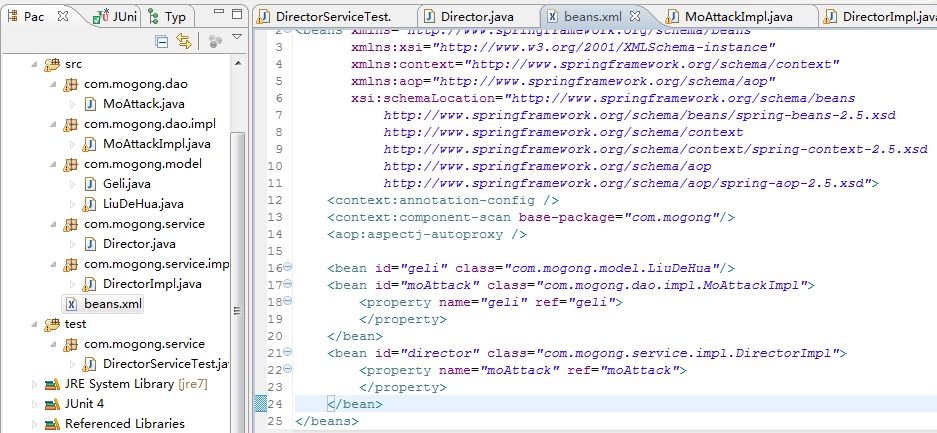 Pac
JUni
Typ
src
com.mogong.dao
MoAttack.java
com.mogong.dao.impl
MoAttackImpl.java
com.mogong.model
Geli.java
LiuDeHua.java
com.mogong.service
Director.java
com.mogong.service.imp
DirectorImpl.java
beans.xml
test
com.mogong.service
DirectorServiceTest.ja
JRE System Library [jre7]
JUnit 4
Referenced Libraries
DirectorServiceTest.
Director.java
beans.xml
MoAttackImpl.java
DirectorImpl.java
2 <beans xmlns="http://www.springframework.org/schema/beans
3 xmlns:xsi="http://www.w3.org/2001/XMLSchema-instance"
4 xmlns:context="http://www.springframework.org/schema/context"
5 xmlns:aop="http://www.springframework.org/schema/aop"
6 xsi:schemaLocation="http://www.springframework.org/schema/beans
7 http://www.springframework.org/schema/beans/spring-beans-2.5.xsd
8 http://www.springframework.org/schema/context
9 http://www.springframework.org/schema/context/spring-context-2.5.xsd
10 http://www.springframework.org/schema/aop
11 http://www.springframework.org/schema/aop/spring-aop-2.5.xsd">
12 <context:annotation-config />
13 <context:component-scan base-package="com.mogong"/>
14 <aop:aspectj-autoproxy />
15
16 <bean id="geli" class="com.mogong.model.LiuDeHua"/>
17 <bean id="moAttack" class="com.mogong.dao.impl.MoAttackImpl">
18 <property name="geli" ref="geli">
19 </property>
20 </bean>
21 <bean id="director" class="com.mogong.service.impl.DirectorImpl">
22 <property name="moAttack" ref="moAttack">
23 </property>
24 </bean>
25 </beans>